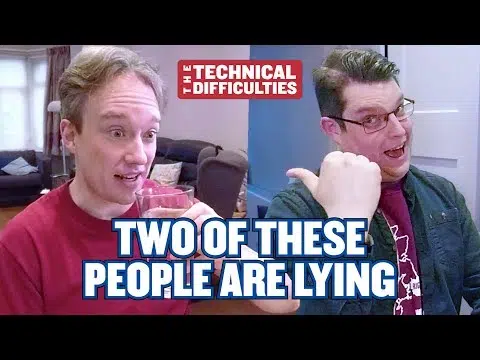 THE TECHNICAL
DIFFICULTIES
TWO OF THESE
PEOPLE ARE LYING